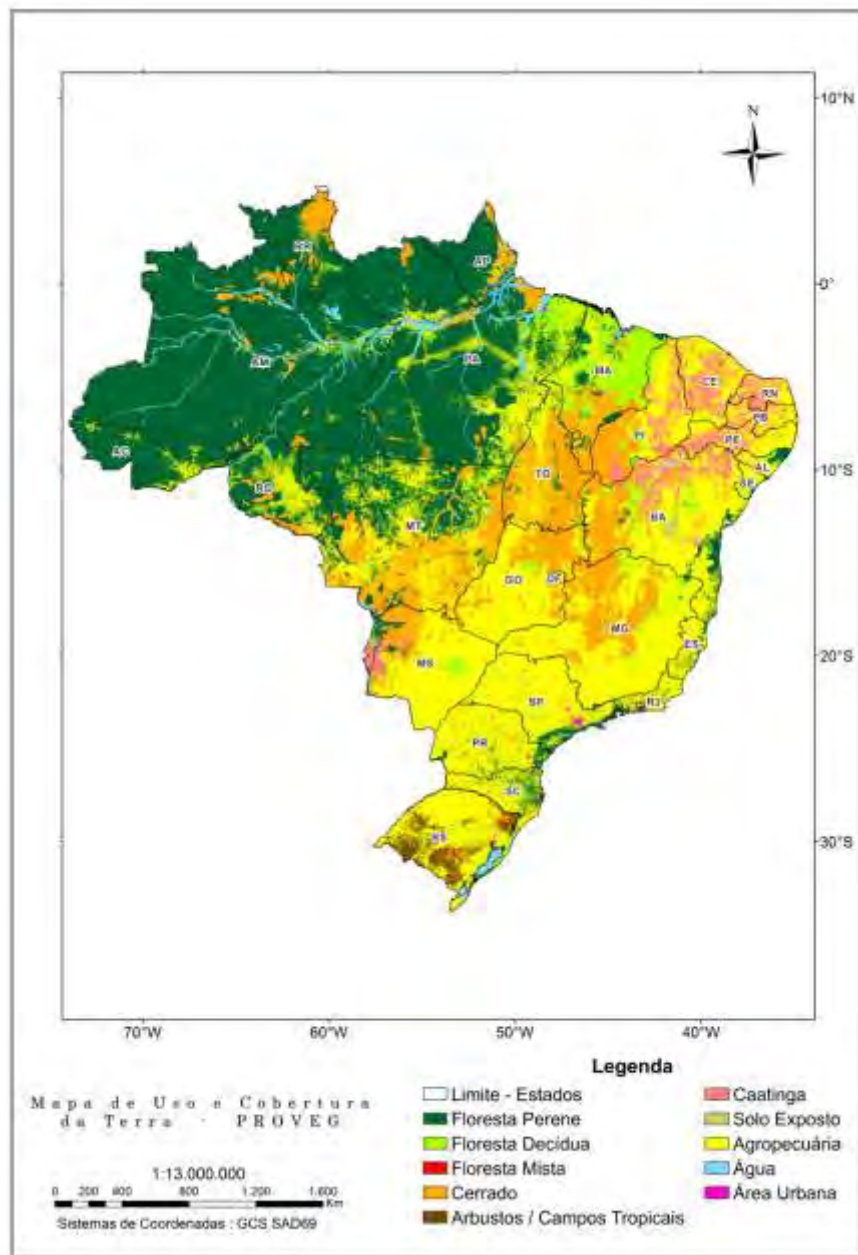 N
10°N
0°
10°S
20°S
30°S
70°W
60°W
50°W
40°W
RR
AP
AM
PA
MA
CE
RN
PB
PE
AL
SE
PI
AC
RO
TO
BA
MT
GO
DF
MG
ES
MS
SP
RJ
PR
SC
RS
Mapa de Uso e Cobertura
da Terra - PROVEG
1:13.000.000
0 200 400 800 1.200 1.600
Km
Sistemas de Coordenadas : GCS SAD69
Legenda
Limite - Estados
Floresta Perene
Floresta Decídua
Floresta Mista
Cerrado
Arbustos / Campos Tropicais
Caatinga
Solo Exposto
Agropecuária
Água
Área Urbana